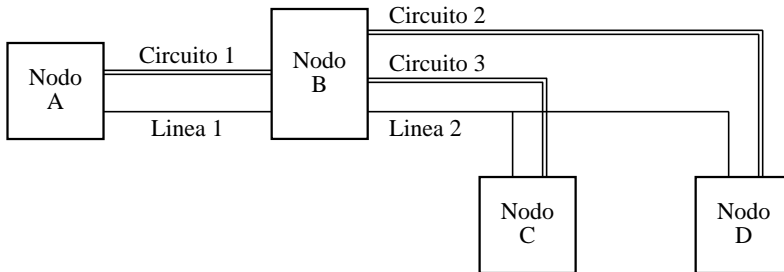 Circuito 2
Circuito 1
Nodo
A
Nodo
B
Circuito 3
Linea 1
Linea 2
Nodo
C
Nodo
D